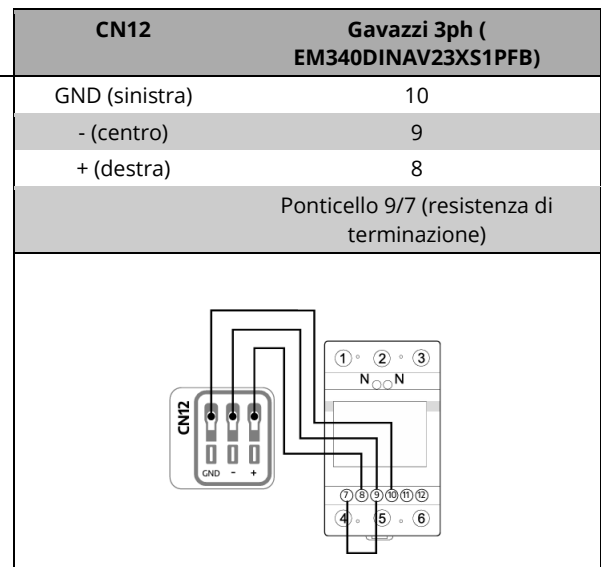 CN12
Gavazzi 3ph (
EM340DINAV23XS1PFB)
GND (sinistra)
10
- (centro)
9
+ (destra)
8
Ponticello 9/7 (resistenza di
terminazione)
1 2 3
N N
CN12
GND - +
7 8 9 10 11 12
4 5 6